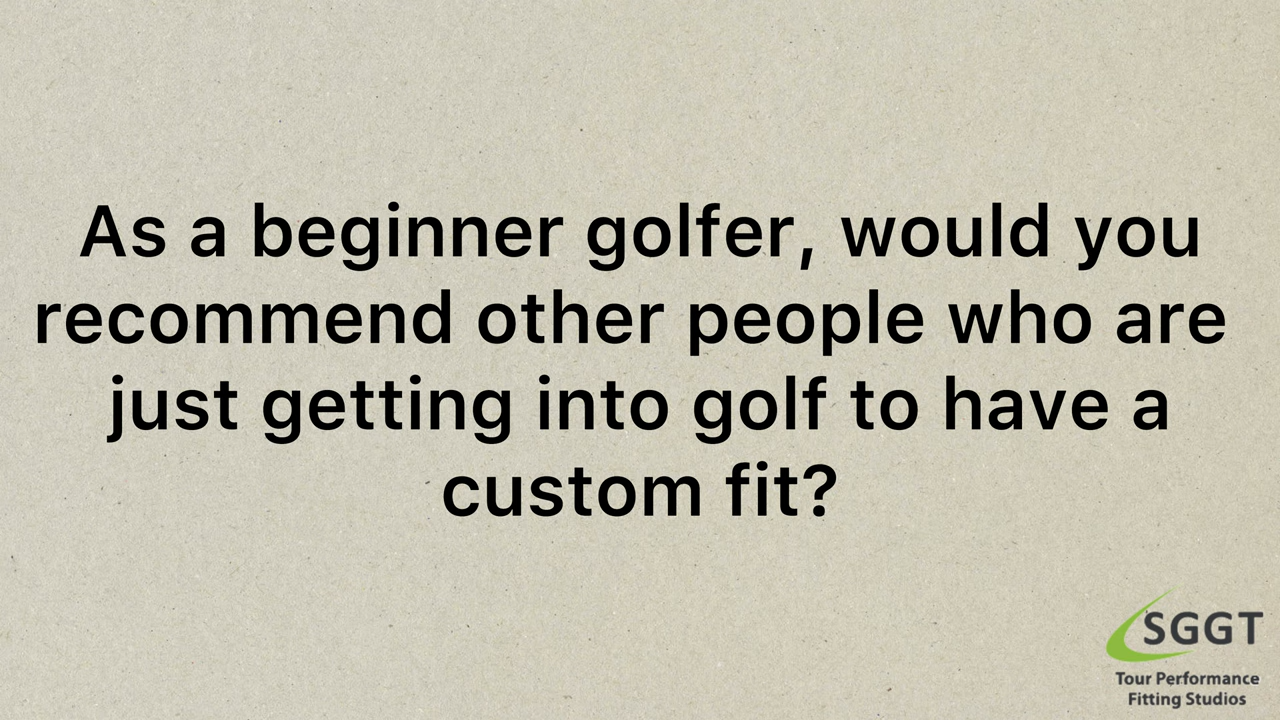 As a beginner golfer, would you
recommend other people who are
just getting into golf to have a
custom fit?
SGGT
Tour Performance
Fitting Studios